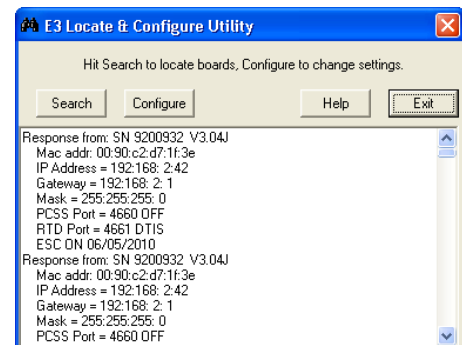 E3 Locate & Configure Utility
Hit Search to locate boards, Configure to change settings.
Search Configure Help Exit
Response from: SN 9200932 V3.04J
Mac addr: 00:90:c2:d7:1f:3e
IP Address = 192:168: 2:42
Gateway = 192:168: 2: 1
Mask = 255:255:255: 0
PCSS Port = 4660 OFF
RTD Port = 4661 DTIS
ESC ON 06/05/2010
Response from: SN 9200932 V3.04J
Mac addr: 00:90:c2:d7:1f:3e
IP Address = 192:168: 2:42
Gateway = 192:168: 2: 1
Mask = 255:255:255: 0
PCSS Port = 4660 OFF